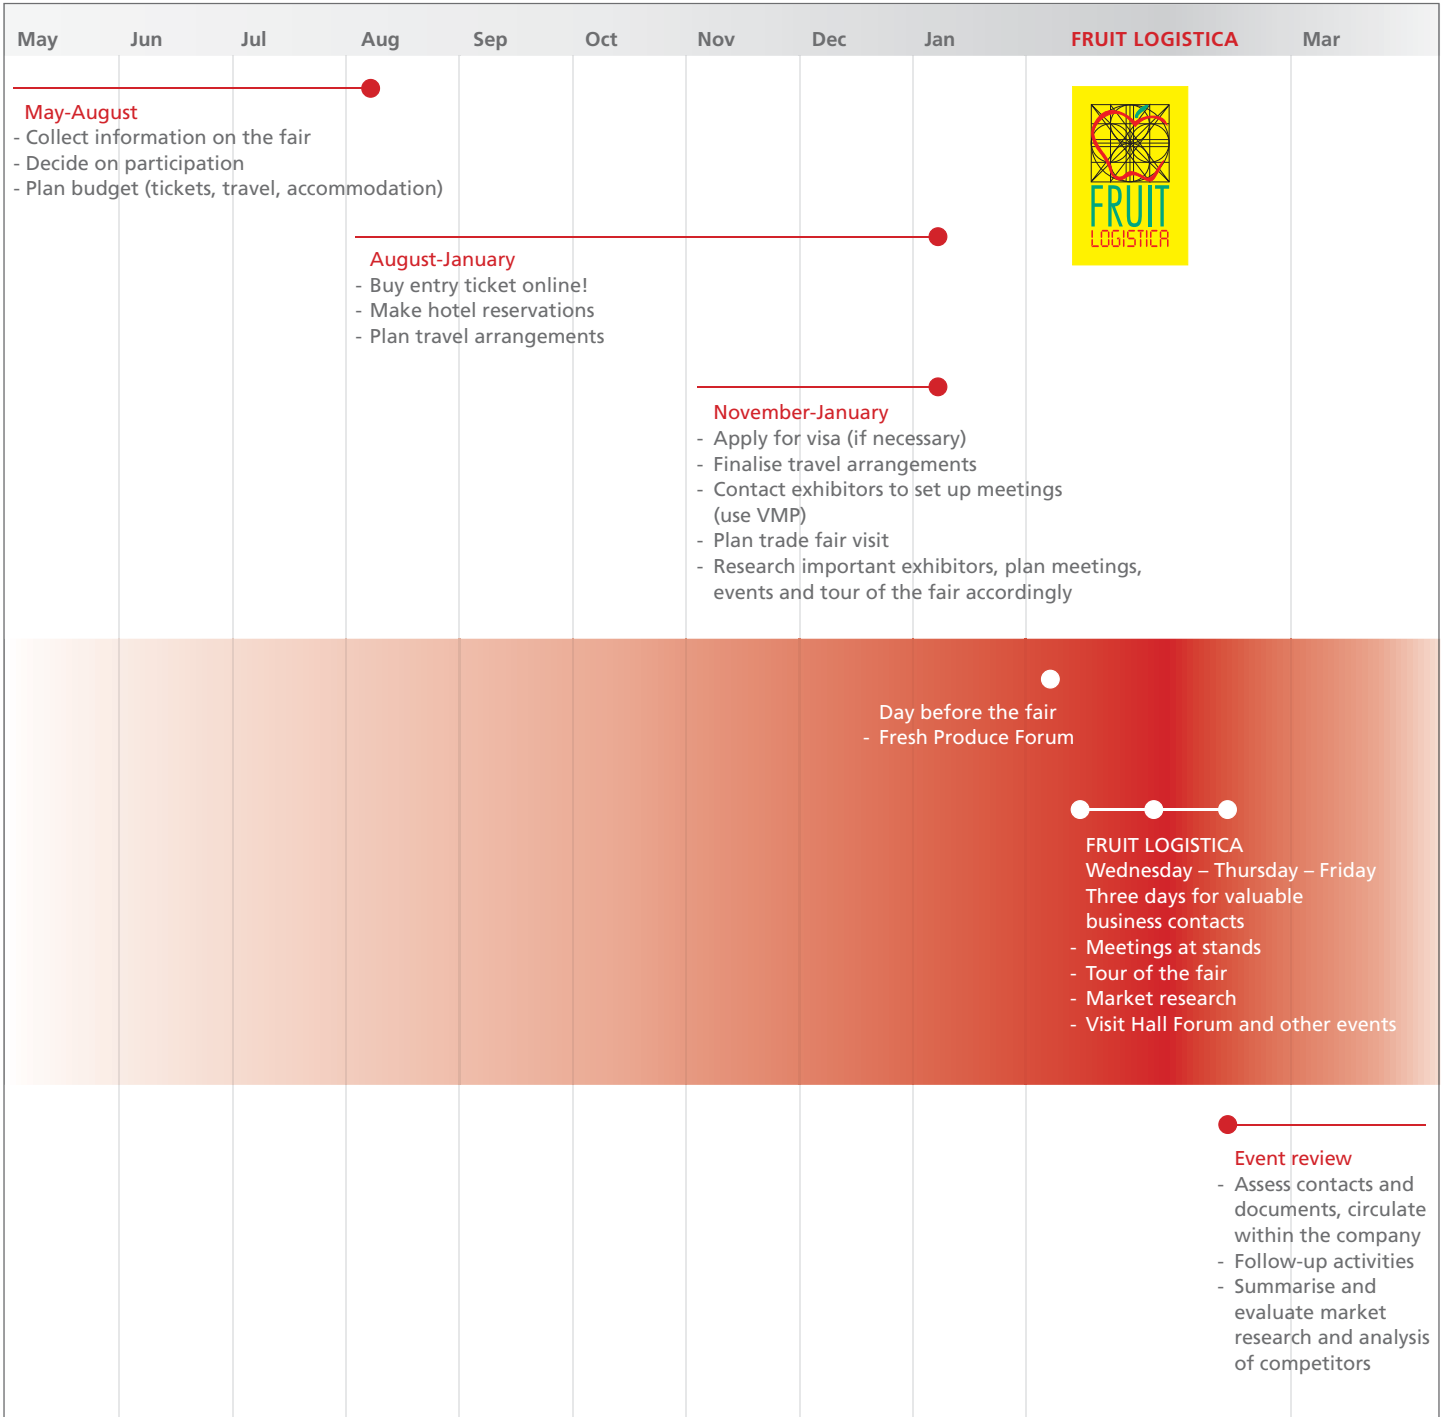 May Jun Jul Aug Sep Oct Nov Dec Jan FRUIT LOGISTICA Mar
May-August
- Collect information on the fair
- Decide on participation
- Plan budget (tickets, travel, accommodation)
FRUIT
LOGISTICA
August-January
- Buy entry ticket online!
- Make hotel reservations
- Plan travel arrangements
November-January
- Apply for visa (if necessary)
- Finalise travel arrangements
- Contact exhibitors to set up meetings
(use VMP)
- Plan trade fair visit
- Research important exhibitors, plan meetings,
events and tour of the fair accordingly
Day before the fair
- Fresh Produce Forum
FRUIT LOGISTICA
Wednesday – Thursday – Friday
Three days for valuable
business contacts
- Meetings at stands
- Tour of the fair
- Market research
- Visit Hall Forum and other events
Event review
- Assess contacts and
documents, circulate
within the company
- Follow-up activities
- Summarise and
evaluate market
research and analysis
of competitors